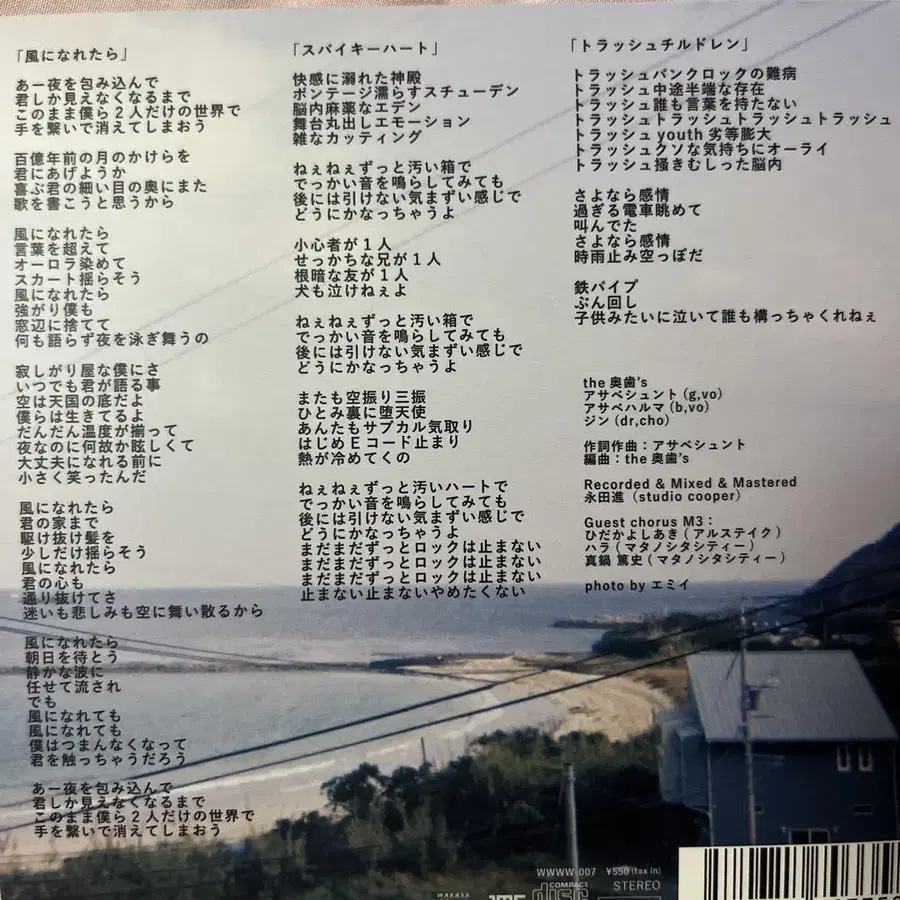 「風になれたら」
あー夜を包み込んで
君しか見えなくなるまで
このまま僕ら2人だけの世界で
手を繋いで消えてしまおう
百億年前の月のかけらを
君にあげようか
喜ぶ君の細い目の奥にまた
歌を書こうと思うから
風になれたら
言葉を超えて
オーロラ染めて
スカート揺らそう
風になれたら
強がり僕も
窓辺に捨てて
何も語らず夜を泳ぎ舞うの
寂しがり屋な僕にさ
いつでも君が語る事
空は天国の底だよ
僕らは生きてるよ
だんだん温度が揃って
夜なのに何故か眩しくて
大丈夫になれる前に
小さく笑ったんだ
風になれたら
君の家まで
駆け抜け髪を
少しだけ揺らそう
風になれたら
君の心も
通り抜けてさ
迷いも悲しみも空に舞い散るから
風になれたら
朝日を待とう
静かな波に
任せて流され
でも
風になれても
風になれても
僕はつまんなくなって
君を触っちゃうだろう
あー夜を包み込んで
君しか見えなくなるまで
このまま僕ら2人だけの世界で
手を繋いで消えてしまおう
「スパイキーハート」
快感に溺れた神殿
ボンテージ濡らすスチューデン
脳内麻薬なエデン
舞台丸出しエモーション
雑なカッティング
ねぇねぇずっと汚い箱で
でっかい音を鳴らしてみても
後には引けない気まずい感じで
どうにかなっちゃうよ
小心者が1人
せっかちな兄が1人
根暗な友が1人
犬も泣けねぇよ
ねぇねぇずっと汚い箱で
でっかい音を鳴らしてみても
後には引けない気まずい感じで
どうにかなっちゃうよ
またも空振り三振
ひとみ裏に堕天使
あんたもサブカル気取り
はじめEコード止まり
熱が冷めてくの
ねぇねぇずっと汚いハートで
でっかい音を鳴らしてみても
後には引けない気まずい感じで
どうにかなっちゃうよ
まだまだずっとロックは止まない
まだまだずっとロックは止まない
まだまだずっとロックは止まない
止まない止まないやめたくない
「トラッシュチルドレン」
トラッシュパンクロックの難病
トラッシュ中途半端な存在
トラッシュ誰も言葉を持たない
トラッシュトラッシュトラッシュトラッシュ
トラッシュ youth 劣等膨大
トラッシュクソな気持ちにオーライ
トラッシュ掻きむしった脳内
さよなら感情
過ぎる電車眺めて
叫んでた
さよなら感情
時雨止み空っぽだ
鉄パイプ
ぶん回し
子供みたいに泣いて誰も構っちゃくれねぇ
the 奥歯's
アサベシュント (g,vo)
アサベハルマ (b,vo)
ジン (dr,cho)
作詞作曲：アサベシュント
編曲：the 奥歯's
Recorded & Mixed & Mastered
永田進 (studio cooper)
Guest chorus M3：
ひだかよしあき (アルステイク)
ハラ (マタノシタシティー)
真鍋 篤史 (マタノシタシティー)
photo by エミイ
WWWW-007 ¥550 (tax in)
WAKASA
COMPACT
disc
STEREO